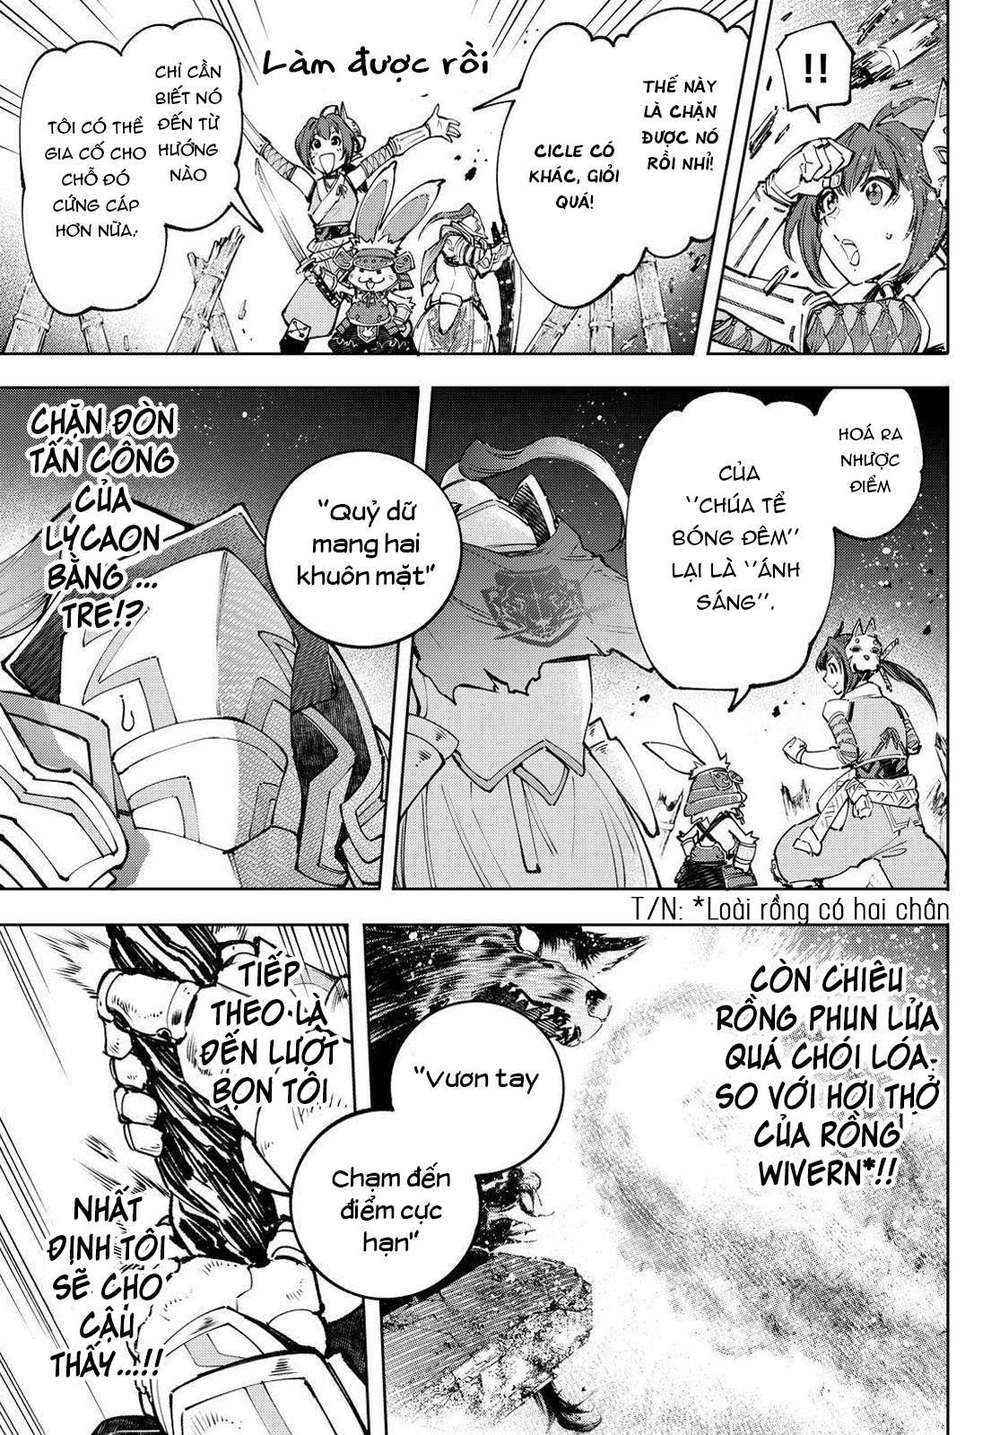 !!
THẾ NÀY
LÀ CHẶN
ĐƯỢC NÓ
RỒI NHỈ!
CICLE CÓ
KHÁC, GIỎI
QUÁ!
Làm được rồi
CHỈ CẦN
BIẾT NÓ
ĐẾN TỪ
HƯỚNG
NÀO
TÔI CÓ THỂ
GIA CỐ CHO
CHỖ ĐÓ
CỨNG CÁP
HƠN NỮA.
HOÁ RA
NHƯỢC
ĐIỂM
CỦA
"CHÚA TỂ
BÓNG ĐÊM"
LẠI LÀ "ÁNH
SÁNG".
"Quỷ dữ
mang hai
khuôn mặt"
CHẶN ĐÒN
TẤN CÔNG
CỦA
LYCAON
BẰNG ...
TRE!?
T/N: *Loài rồng có hai chân
CÒN CHIÊU
RỒNG PHUN LỬA
QUÁ CHÓI LÓA
SO VỚI HƠI THỞ
CỦA RỒNG
WIVERN*!!
"Vươn tay
Chạm đến
điểm cực
hạn"
TIẾP
THEO LÀ
ĐẾN LƯỢT
BỌN TÔI
NHẤT
ĐỊNH TÔI
SẼ CHO
CẬU
THẤY...!!